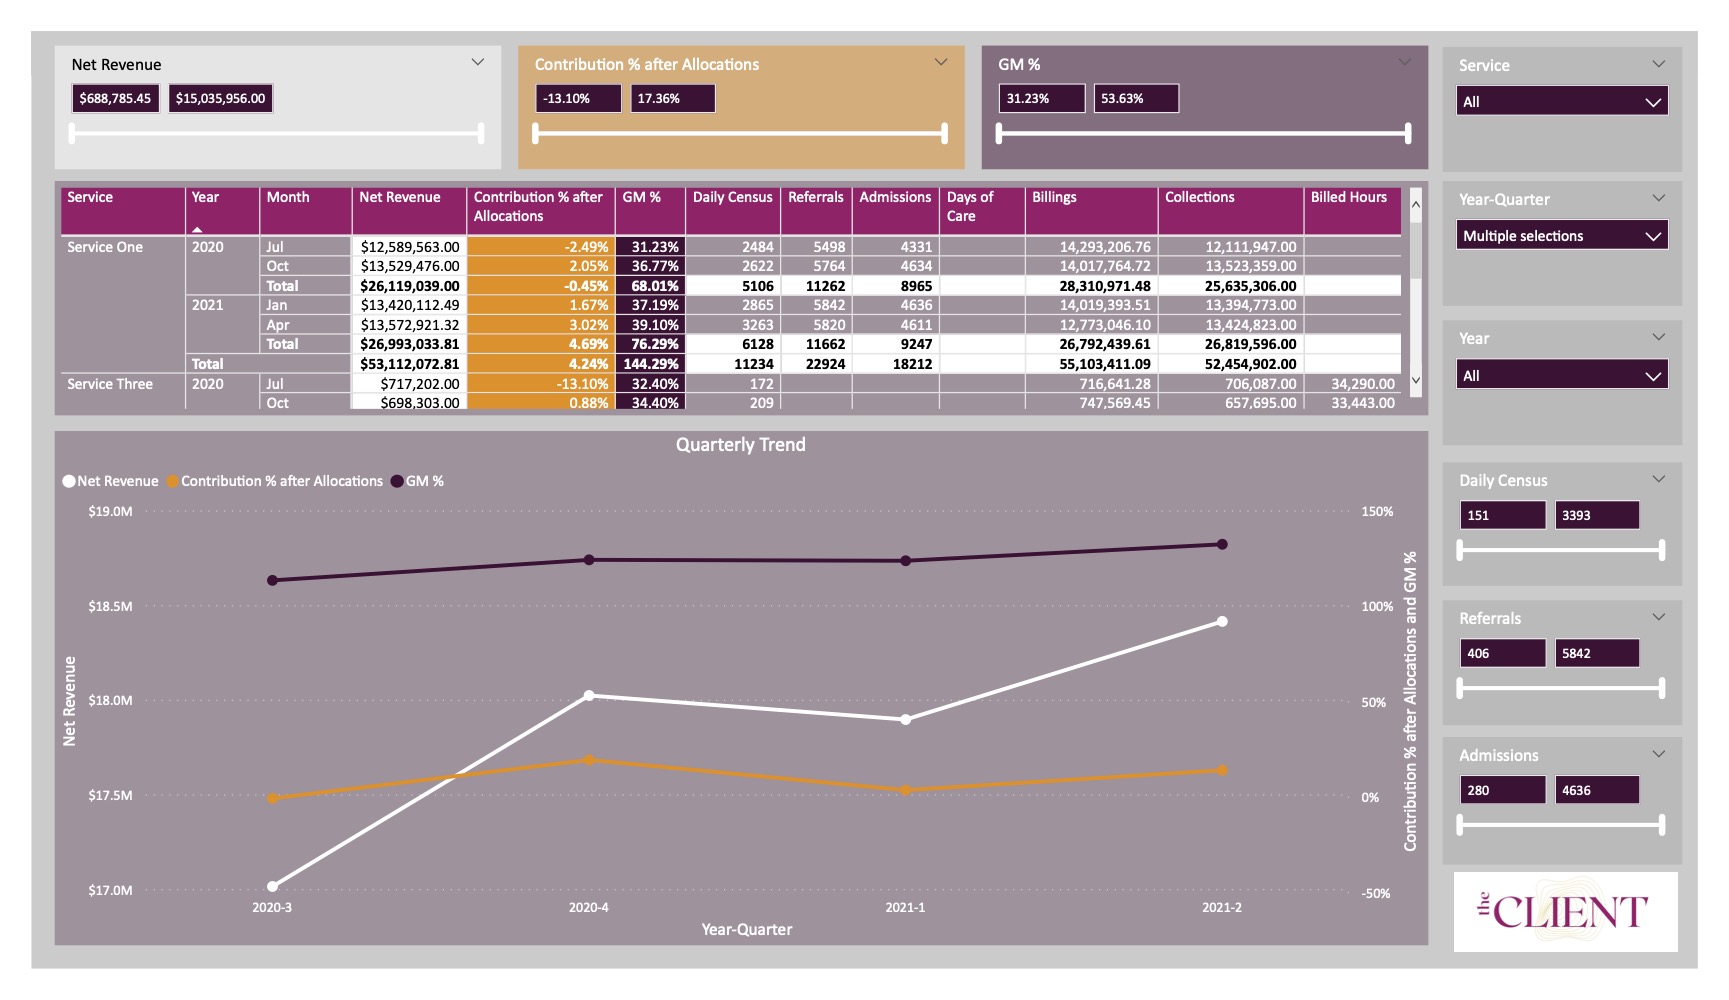 Net Revenue
$688,785.45 $15,035,956.00
Contribution % after Allocations
-13.10% 17.36%
GM %
31.23% 53.63%
Service
All
Year-Quarter
Multiple selections
Year
All
Daily Census
151 3393
Referrals
406 5842
Admissions
280 4636
Service Year Month Net Revenue Contribution % after Allocations GM % Daily Census Referrals Admissions Days of Care Billings Collections Billed Hours
Service One 2020 Jul $12,589,563.00 -2.49% 31.23% 2484 5498 4331 14,293,206.76 12,111,947.00
Oct $13,529,476.00 2.05% 36.77% 2622 5764 4634 14,017,764.72 13,523,359.00
Total $26,119,039.00 -0.45% 68.01% 5106 11262 8965 28,310,971.48 25,635,306.00
2021 Jan $13,420,112.49 1.67% 37.19% 2865 5842 4636 14,019,393.51 13,394,773.00
Apr $13,572,921.32 3.02% 39.10% 3263 5820 4611 12,773,046.10 13,424,823.00
Total $26,993,033.81 4.69% 76.29% 6128 11662 9247 26,792,439.61 26,819,596.00
Total $53,112,072.81 4.24% 144.29% 11234 22924 18212 55,103,411.09 52,454,902.00
Service Three 2020 Jul $717,202.00 -13.10% 32.40% 172 716,641.28 706,087.00 34,290.00
Oct $698,303.00 0.88% 34.40% 209 747,569.45 657,695.00 33,443.00
Quarterly Trend
Net Revenue Contribution % after Allocations GM %
$19.0M
$18.5M
$18.0M
$17.5M
$17.0M
Net Revenue
150%
100%
50%
0%
-50%
Contribution % after Allocations and GM %
2020-3 2020-4 2021-1 2021-2
Year-Quarter
the CLIENT